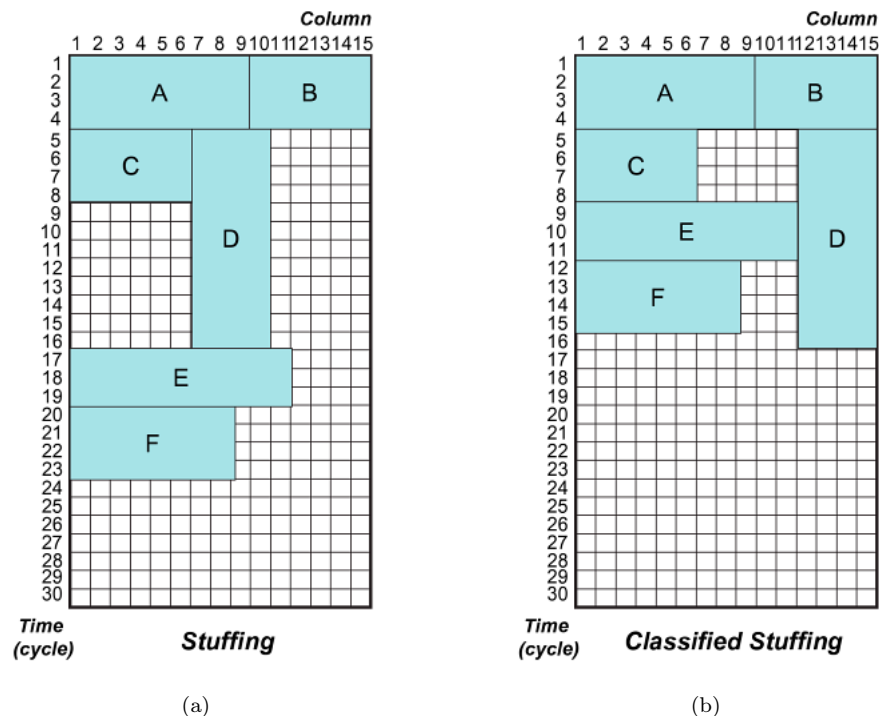 Column
1 2 3 4 5 6 7 8 9 10 11 12 13 14 15
1
2
3
4
5
6
7
8
9
10
11
12
13
14
15
16
17
18
19
20
21
22
23
24
25
26
27
28
29
30
A
B
C
D
E
F
Time
(cycle)
Stuffing
(a)
Column
1 2 3 4 5 6 7 8 9 10 11 12 13 14 15
1
2
3
4
5
6
7
8
9
10
11
12
13
14
15
16
17
18
19
20
21
22
23
24
25
26
27
28
29
30
A
B
C
E
D
F
Time
(cycle)
Classified Stuffing
(b)